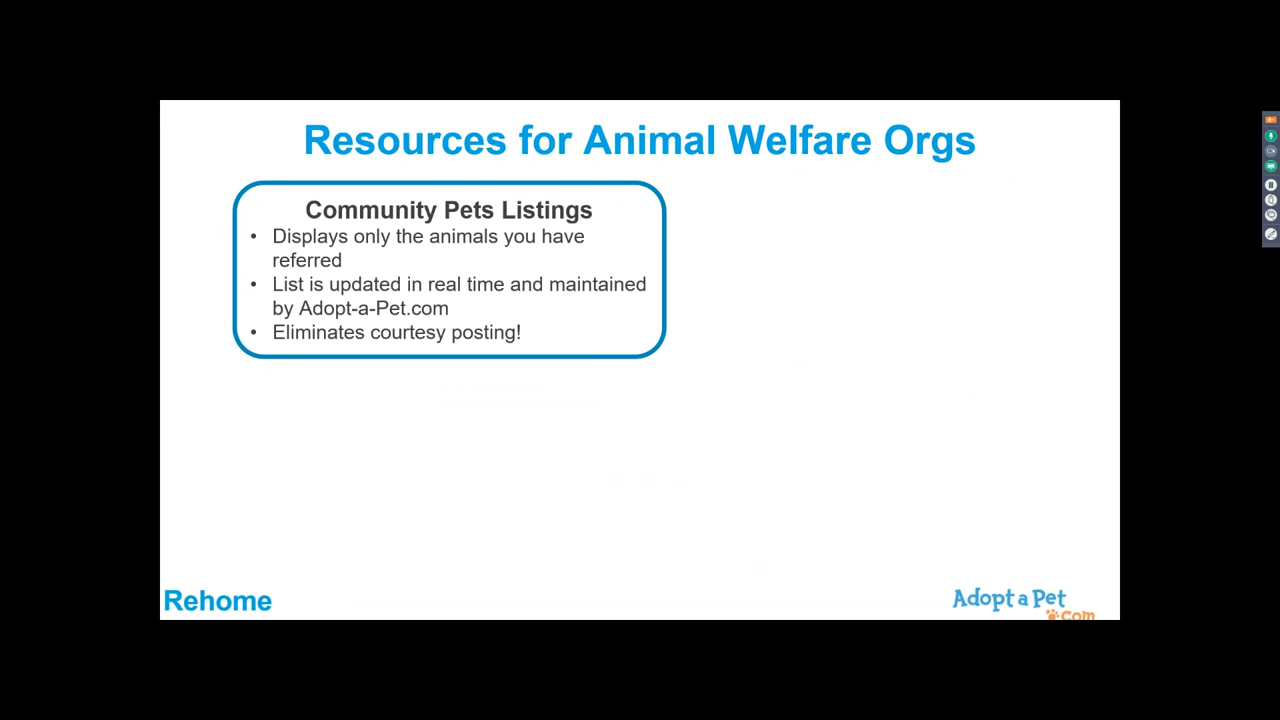 Resources for Animal Welfare Orgs
Community Pets Listings
• Displays only the animals you have
referred
• List is updated in real time and maintained
by Adopt-a-Pet.com
• Eliminates courtesy posting!
Rehome
Adopt a Pet
.com